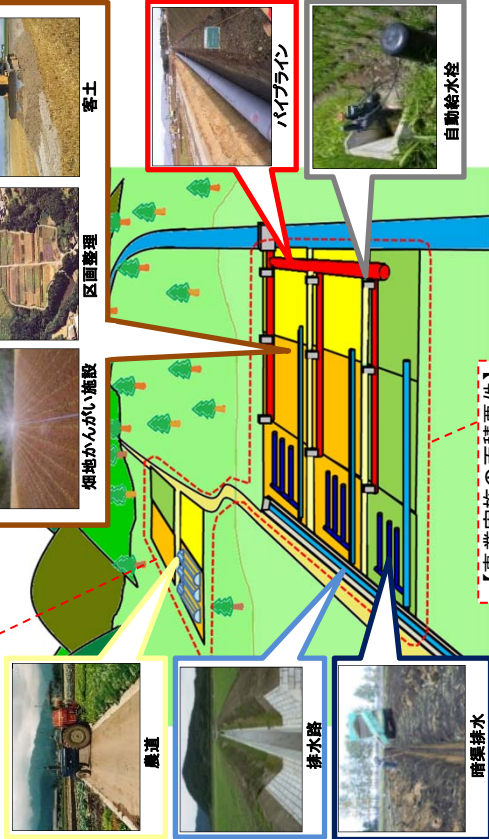 農道
畑地かんがい施設
区画整理
客土
パイプライン
排水路
自動給水栓
暗渠排水